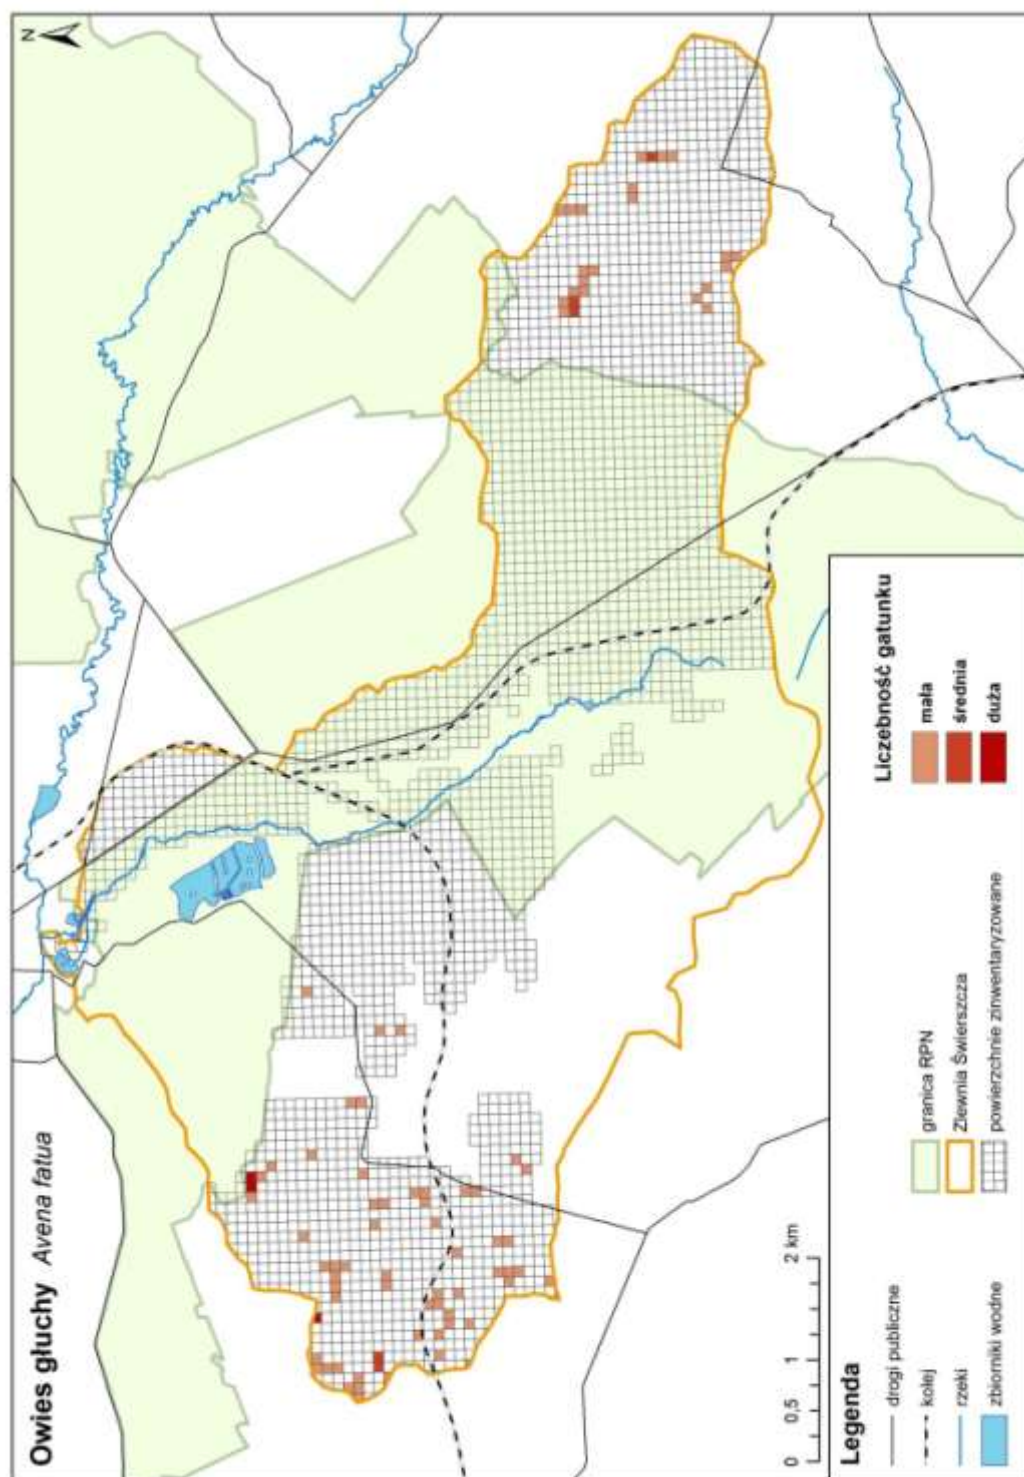 Owies głuchy Avena fatua
N
0 0,5 1 2 km
Legenda
drogi publiczne
kolej
rzeki
zbiorniki wodne
granica RPN
Zlewnia Świerszcza
powierzchnie zinwentaryzowane
Liczebność gatunku
mała
średnia
duża